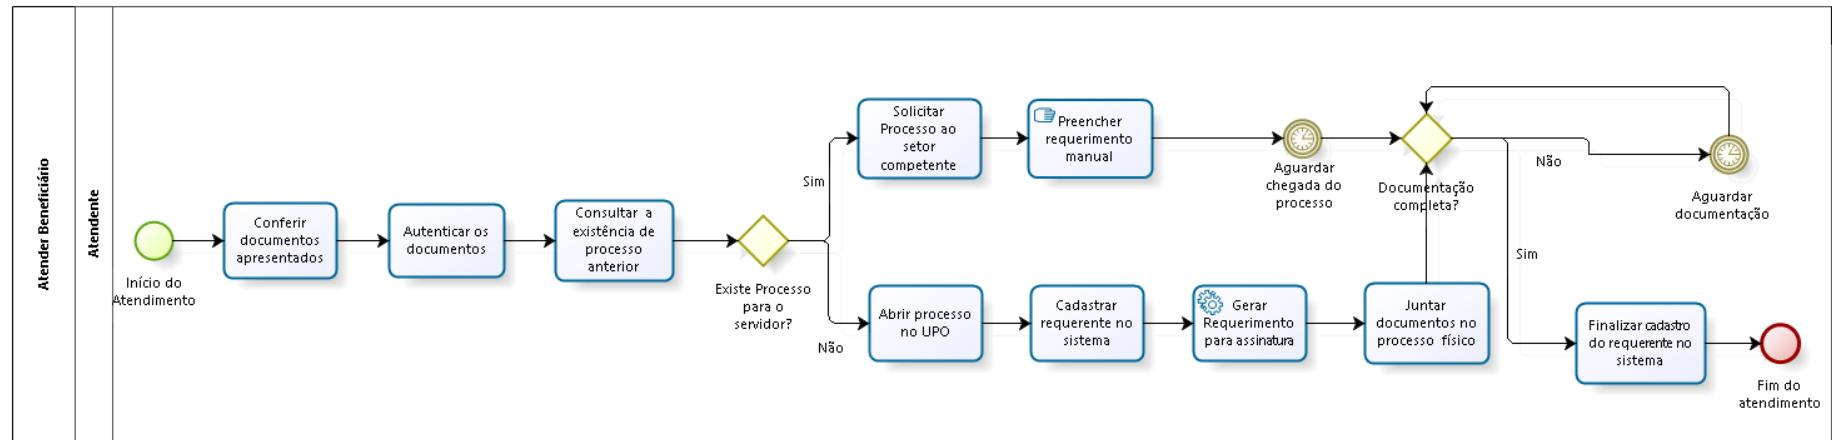 Atender Beneficiário
Atendente
Início do
Atendimento
Conferir
documentos
apresentados
Autenticar os
documentos
Consultar a
existência de
processo
anterior
Existe Processo
para o
servidor?
Sim
Solicitar
Processo ao
setor
competente
Preencher
requerimento
manual
Aguardar
chegada do
processo
Documentação
completa?
Não
Aguardar
documentação
Não
Abrir processo
no UPO
Cadastrar
requerente no
sistema
Gerar
Requerimento
para assinatura
Juntar
documentos no
processo físico
Sim
Finalizar cadastro
do requerente no
sistema
Fim do
atendimento